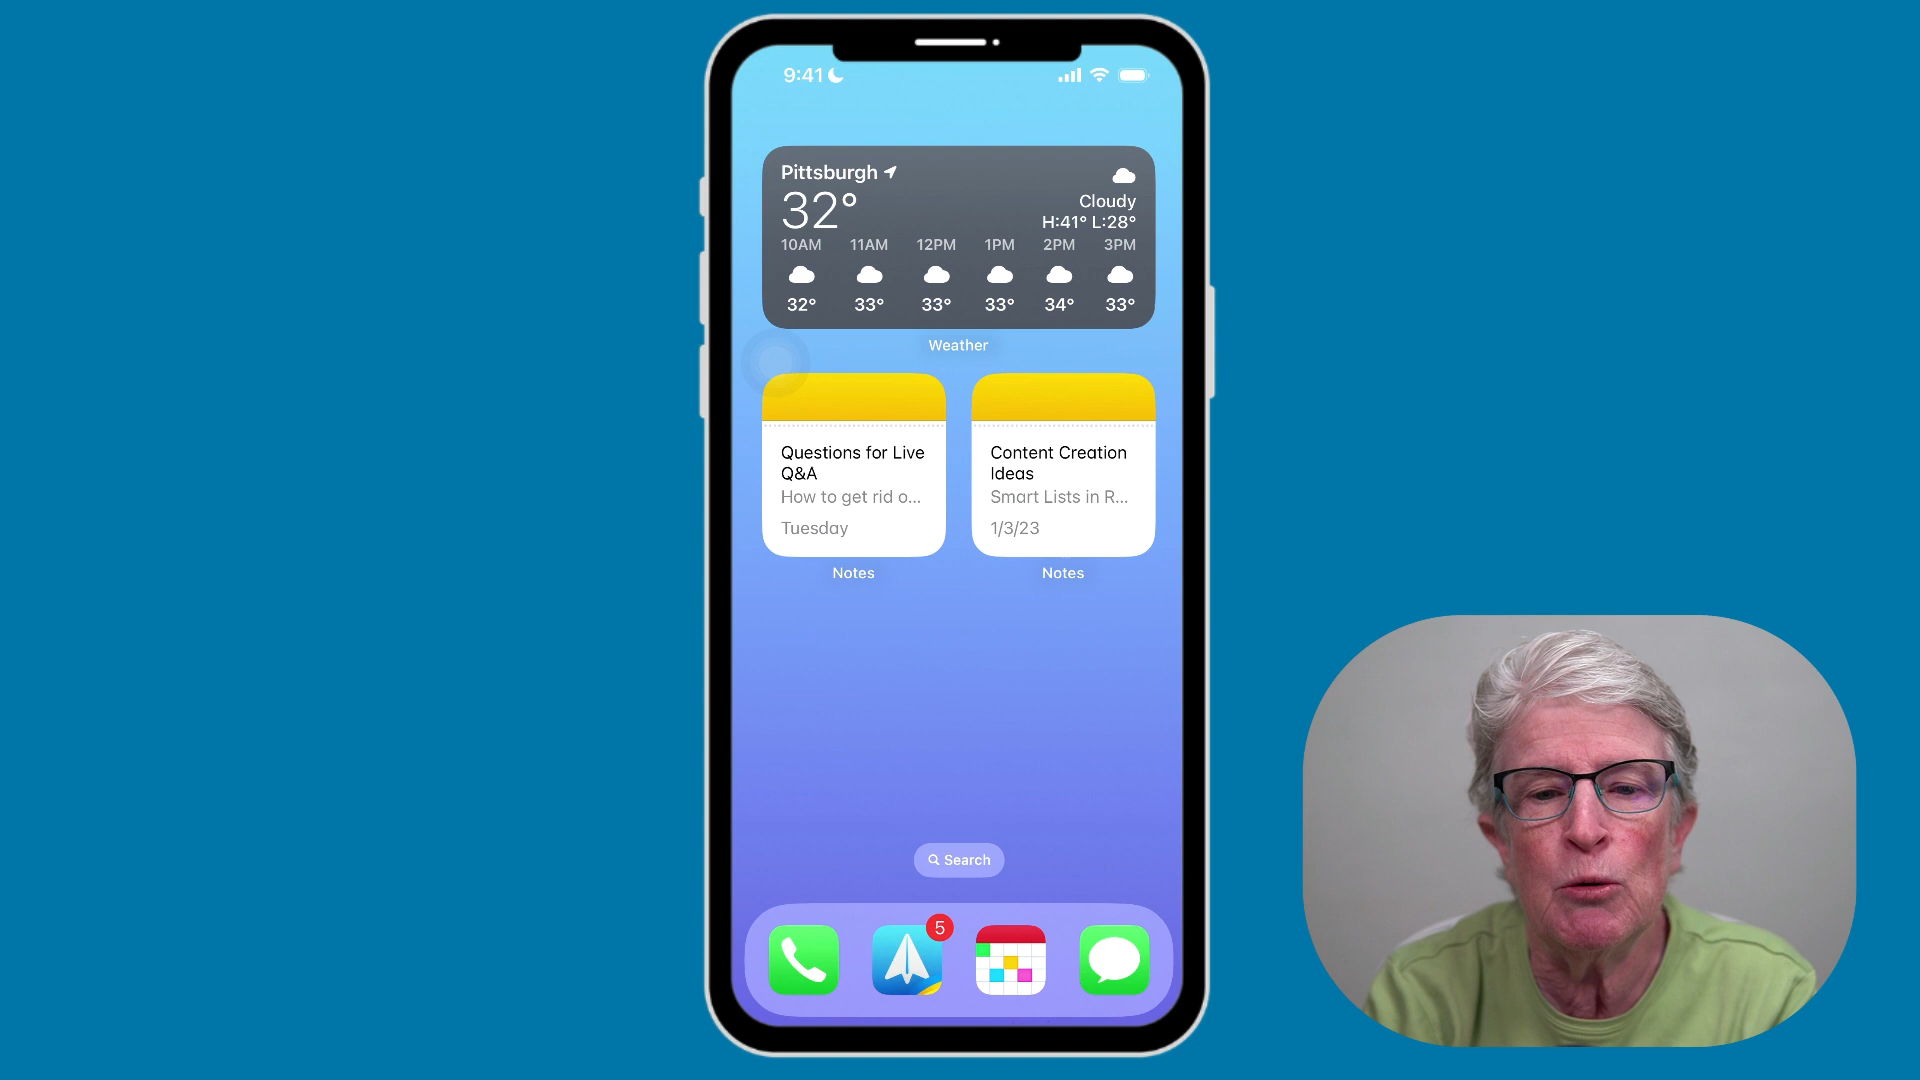 9:41
Pittsburgh
32°
Cloudy
H:41° L:28°
10AM 11AM 12PM 1PM 2PM 3PM
32° 33° 33° 33° 34° 33°
Weather
Questions for Live
Q&A
How to get rid o...
Tuesday
Notes
Content Creation
Ideas
Smart Lists in R...
1/3/23
Notes
Search
5